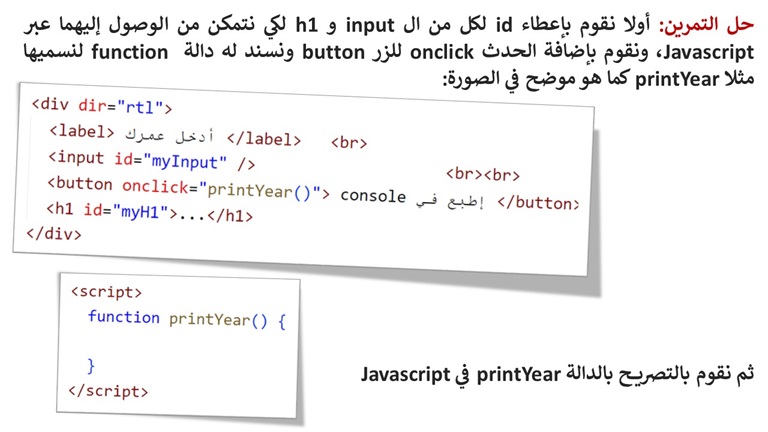 حل التمرين: أولا نقوم بإعطاء id لكل من ال input و h1 لكي نتمكن من الوصول إليهما عبر
Javascript، ونقوم بإضافة الحدث onclick للزر button ونسند له دالة function لنسميها
مثلا printYear كما هو موضح في الصورة:
<div dir="rtl">
<label> أدخل عمرك </label> <br>
<input id="myInput" /> <br><br>
<button onclick="printYear()"> console إطبع في </button>
<h1 id="myH1">...</h1>
</div>
<script>
function printYear() {
}
</script>
ثم نقوم بالتصريح بالدالة printYear في Javascript